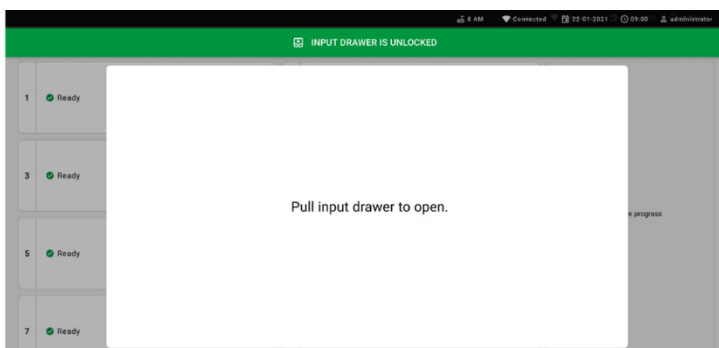 8 AM Connected 22-01-2021 09:00 administrator
INPUT DRAWER IS UNLOCKED
1 Ready
3 Ready
Pull input drawer to open.
progress
5 Ready
7 Ready